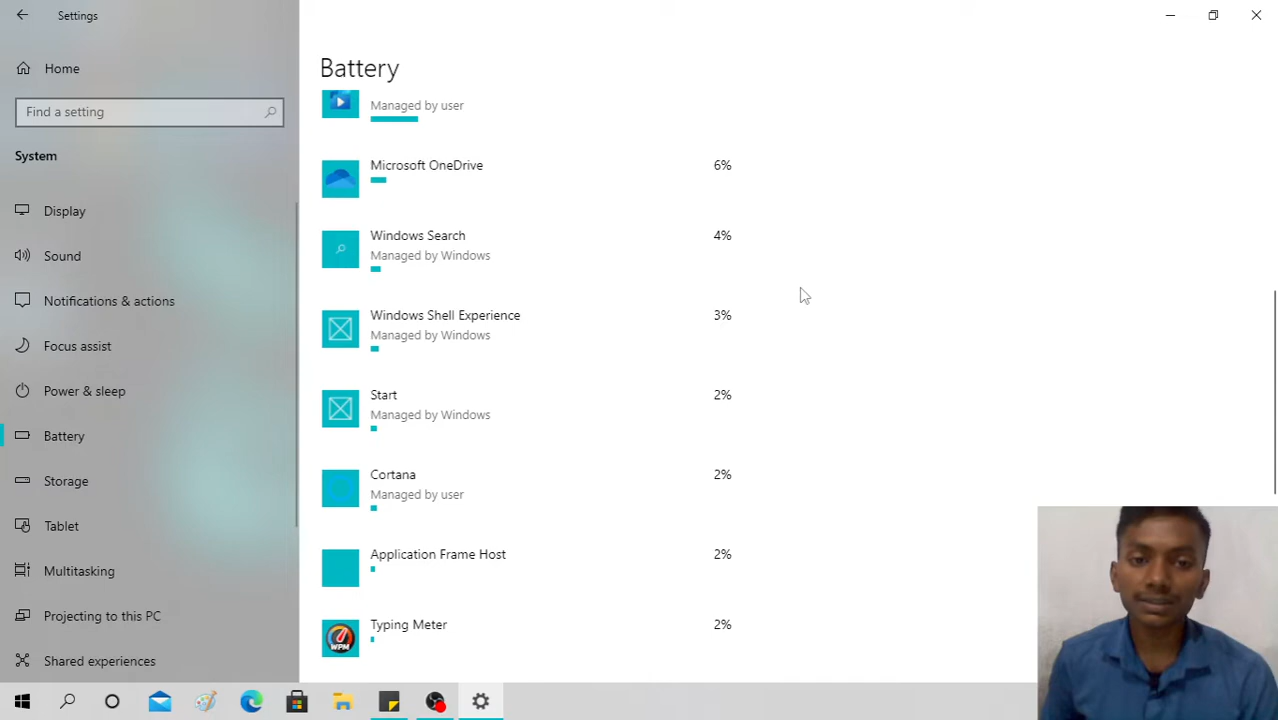 Settings
Home
Find a setting
System
Display
Sound
Notifications & actions
Focus assist
Power & sleep
Battery
Storage
Tablet
Multitasking
Projecting to this PC
Shared experiences
Battery
Managed by user
Microsoft OneDrive 6%
Windows Search 4%
Managed by Windows
Windows Shell Experience 3%
Managed by Windows
Start 2%
Managed by Windows
Cortana 2%
Managed by user
Application Frame Host 2%
Typing Meter 2%
WPM